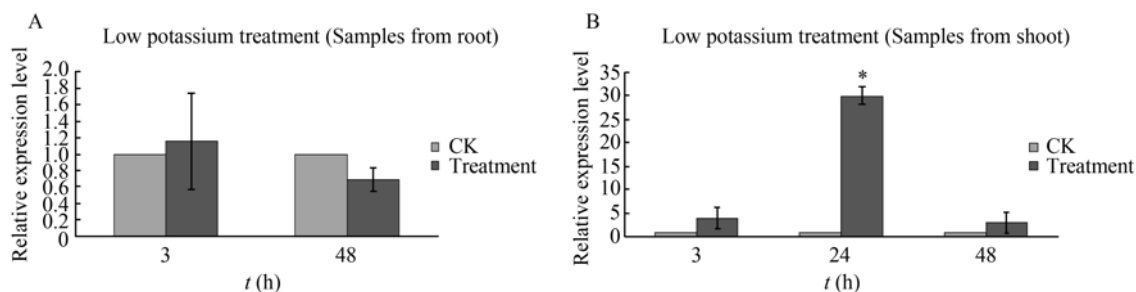 A
Low potassium treatment (Samples from root)
Relative expression level
2.0
1.8
1.6
1.4
1.2
1.0
0.8
0.6
0.4
0.2
0
3
48
t (h)
CK
Treatment
B
Low potassium treatment (Samples from shoot)
Relative expression level
35
30
25
20
15
10
5
0
*
3
24
48
t (h)
CK
Treatment